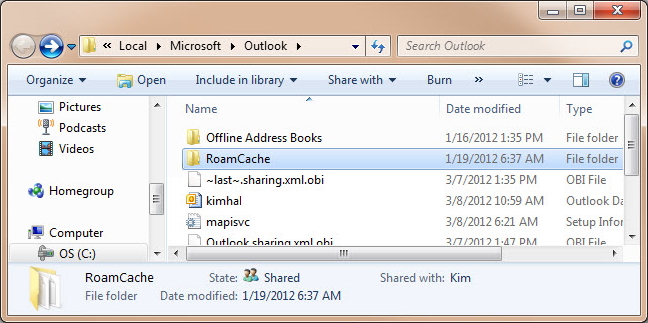 Local Microsoft Outlook
Search Outlook
Organize Open Include in library Share with Burn »
Name Date modified Type
Pictures
Podcasts
Videos
Homegroup
Computer
OS (C:)
Offline Address Books 1/16/2012 1:35 PM File folder
RoamCache 1/19/2012 6:37 AM File folder
~last~.sharing.xml.obi 3/7/2012 1:35 PM OBI File
kimhal 3/8/2012 10:59 AM Outlook Da
mapisvc 3/8/2012 6:21 AM Setup Infor
Outlook.sharing.xml.obi 3/7/2012 1:47 PM OBI File
RoamCache State: Shared Shared with: Kim
File folder Date modified: 1/19/2012 6:37 AM